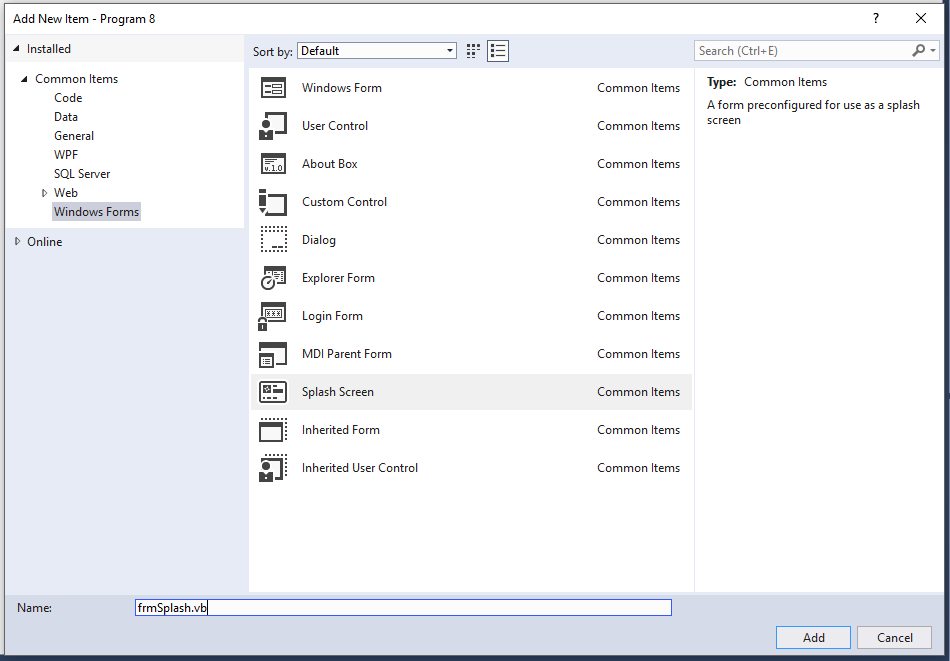 Add New Item - Program 8
?
Installed
Common Items
Code
Data
General
WPF
SQL Server
Web
Windows Forms
Online
Sort by: Default
Search (Ctrl+E)
Windows Form Common Items
User Control Common Items
v.1.0 About Box Common Items
Custom Control Common Items
Dialog Common Items
Explorer Form Common Items
xxx Login Form Common Items
MDI Parent Form Common Items
Splash Screen Common Items
Inherited Form Common Items
Inherited User Control Common Items
Type: Common Items
A form preconfigured for use as a splash
screen
Name: frmSplash.vb
Add Cancel